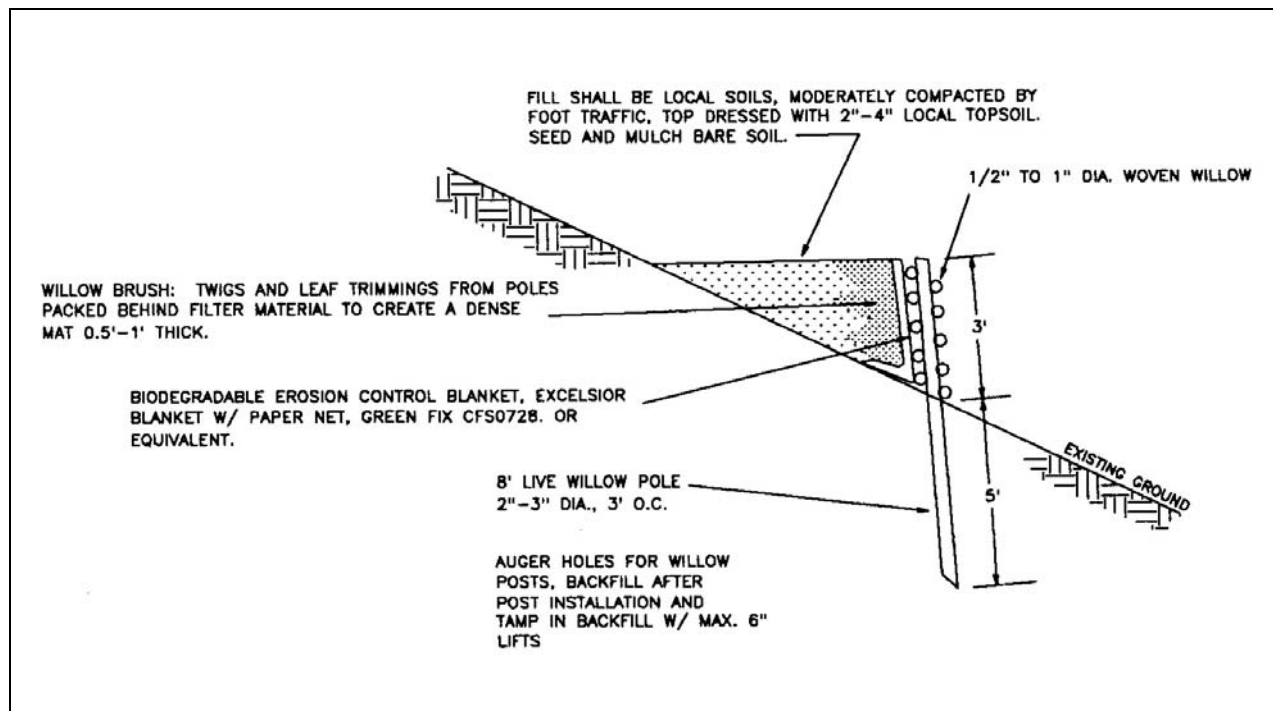 FILL SHALL BE LOCAL SOILS, MODERATELY COMPACTED BY
FOOT TRAFFIC, TOP DRESSED WITH 2"-4" LOCAL TOPSOIL.
SEED AND MULCH BARE SOIL.
1/2" TO 1" DIA. WOVEN WILLOW
WILLOW BRUSH: TWIGS AND LEAF TRIMMINGS FROM POLES
PACKED BEHIND FILTER MATERIAL TO CREATE A DENSE
MAT 0.5'-1' THICK.
3'
BIODEGRADABLE EROSION CONTROL BLANKET, EXCELSIOR
BLANKET W/ PAPER NET, GREEN FIX CFS0728. OR
EQUIVALENT.
EXISTING GROUND
8' LIVE WILLOW POLE
2"-3" DIA., 3' O.C.
5'
AUGER HOLES FOR WILLOW
POSTS, BACKFILL AFTER
POST INSTALLATION AND
TAMP IN BACKFILL W/ MAX. 6"
LIFTS